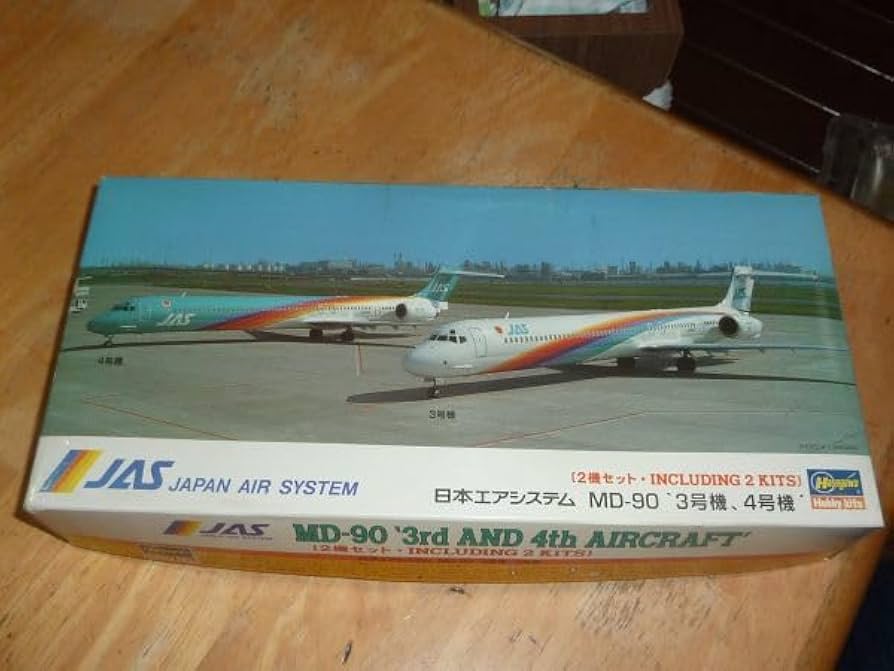 JAS
JAS
4号機
3号機
JAS JAPAN AIR SYSTEM
[2機セット・INCLUDING 2 KITS]
日本エアシステム MD-90 '3号機、4号機'
Hasegawa
Hobby kits
JAS
MD-90 '3rd AND 4th AIRCRAFT'
[2機セット・INCLUDING 2 KITS]